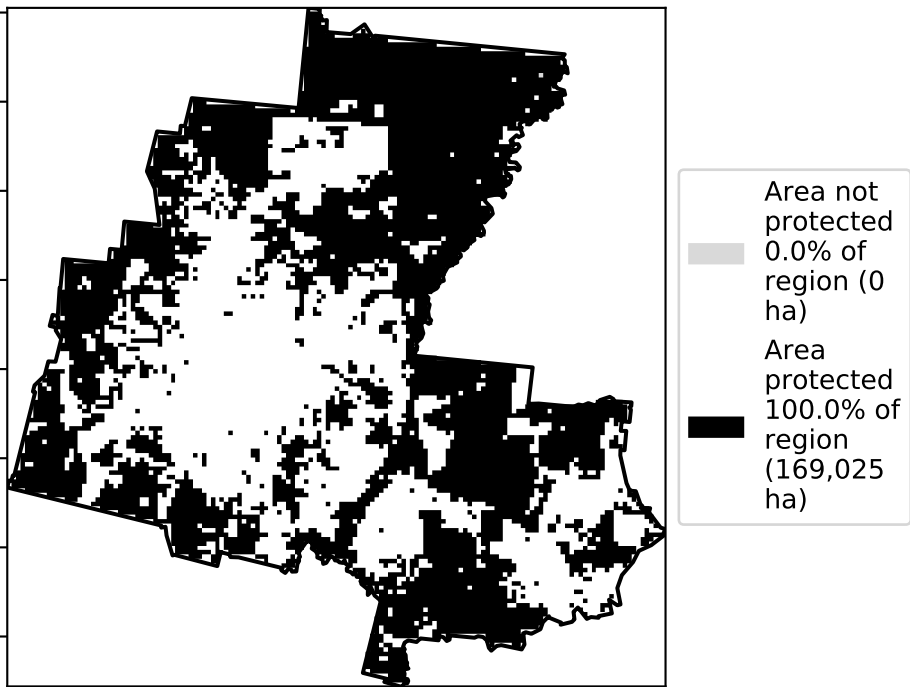 Area not
protected
0.0% of
region (0
ha)
Area
protected
100.0% of
region
(169,025
ha)